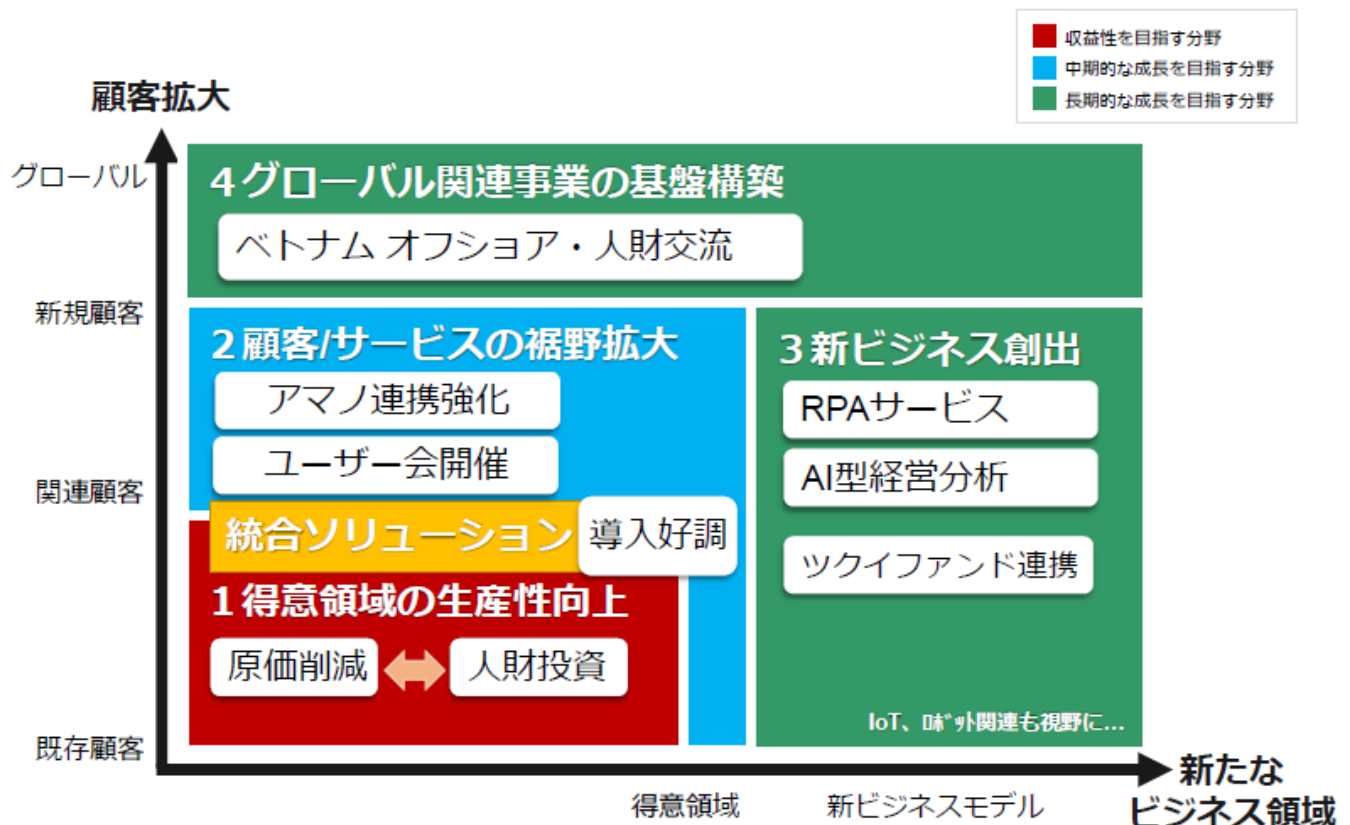 収益性を目指す分野
中期的な成長を目指す分野
長期的な成長を目指す分野
顧客拡大
グローバル
4グローバル関連事業の基盤構築
ベトナム オフショア・人財交流
新規顧客
2顧客/サービスの裾野拡大
アマノ連携強化
ユーザー会開催
関連顧客
統合ソリューション
導入好調
1得意領域の生産性向上
原価削減
人財投資
既存顧客
3新ビジネス創出
RPAサービス
AI型経営分析
ツクイファンド連携
IoT、ﾛﾎﾞｯﾄ関連も視野に...
得意領域
新ビジネスモデル
新たな
ビジネス領域